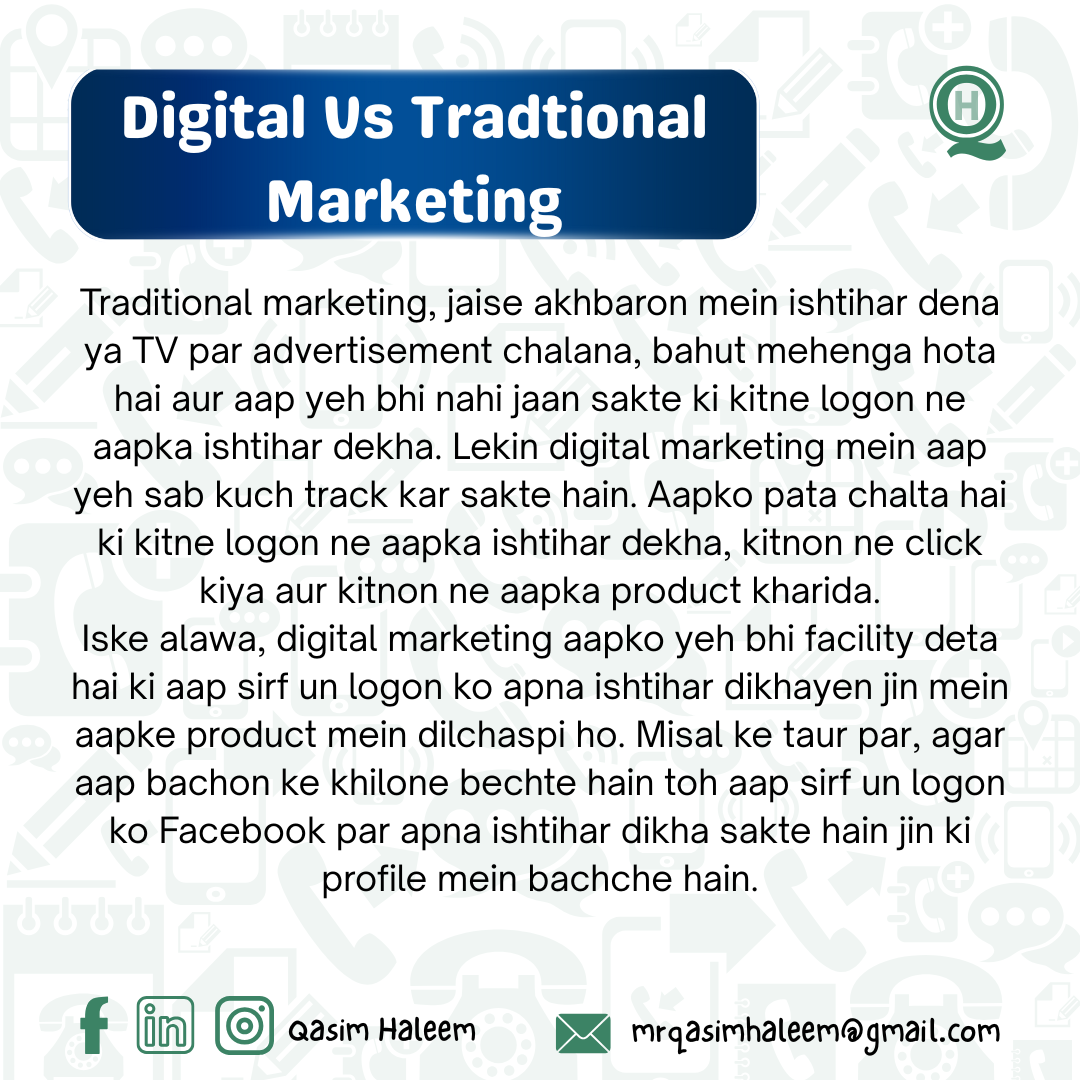 Digital Vs Tradtional
Marketing
H
Traditional marketing, jaise akhbaron mein ishtihar dena
ya TV par advertisement chalana, bahut mehenga hota
hai aur aap yeh bhi nahi jaan sakte ki kitne logon ne
aapka ishtihar dekha. Lekin digital marketing mein aap
yeh sab kuch track kar sakte hain. Aapko pata chalta hai
ki kitne logon ne aapka ishtihar dekha, kitnon ne click
kiya aur kitnon ne aapka product kharida.
Iske alawa, digital marketing aapko yeh bhi facility deta
hai ki aap sirf un logon ko apna ishtihar dikhayen jin mein
aapke product mein dilchaspi ho. Misal ke taur par, agar
aap bachon ke khilone bechte hain toh aap sirf un logon
ko Facebook par apna ishtihar dikha sakte hain jin ki
profile mein bachche hain.
f in Qasim Haleem mrqasimhaleem@gmail.com